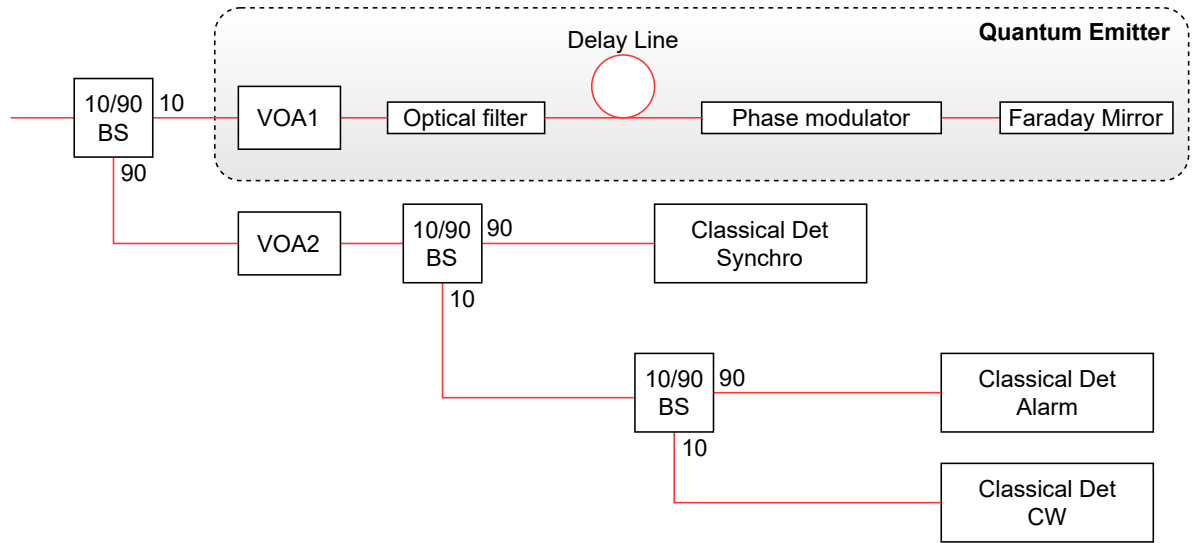 Quantum Emitter
Delay Line
10/90
BS
10
90
VOA1
Optical filter
Phase modulator
Faraday Mirror
VOA2
10/90
BS
90
10
Classical Det
Synchro
10/90
BS
90
10
Classical Det
Alarm
Classical Det
CW